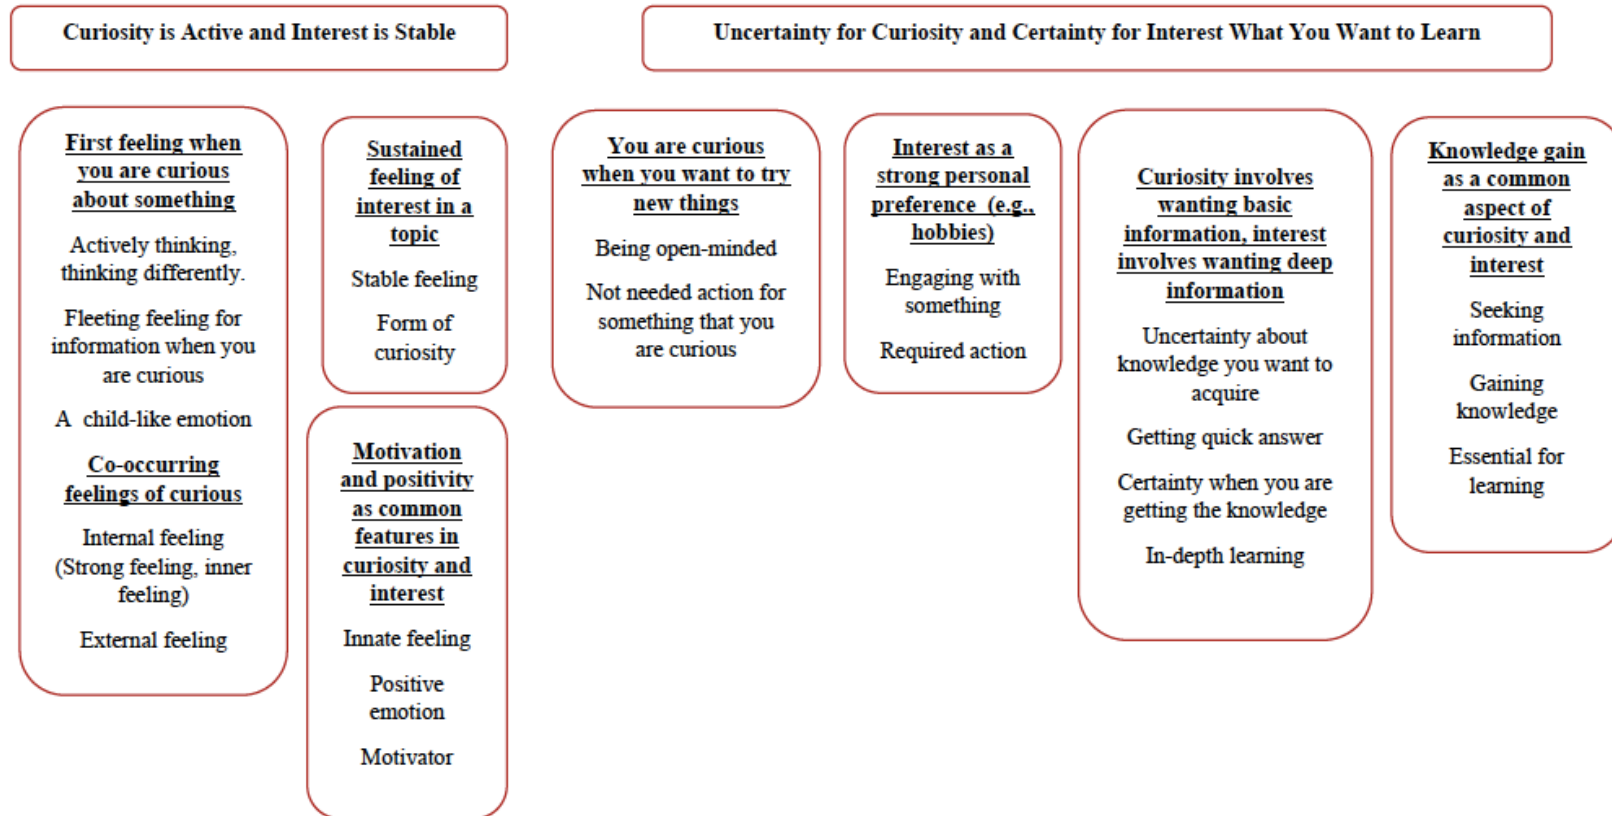 Curiosity is Active and Interest is Stable
Uncertainty for Curiosity and Certainty for Interest What You Want to Learn
First feeling when
you are curious
about something
Actively thinking,
thinking differently.
Fleeting feeling for
information when you
are curious
A child-like emotion
Co-occurring
feelings of curious
Internal feeling
(Strong feeling, inner
feeling)
External feeling
Sustained
feeling of
interest in a
topic
Stable feeling
Form of
curiosity
Motivation
and positivity
as common
features in
curiosity and
interest
Innate feeling
Positive
emotion
Motivator
You are curious
when you want to try
new things
Being open-minded
Not needed action for
something that you
are curious
Interest as a
strong personal
preference (e.g.,
hobbies)
Engaging with
something
Required action
Curiosity involves
wanting basic
information, interest
involves wanting deep
information
Uncertainty about
knowledge you want to
acquire
Getting quick answer
Certainty when you are
getting the knowledge
In-depth learning
Knowledge gain
as a common
aspect of
curiosity and
interest
Seeking
information
Gaining
knowledge
Essential for
learning